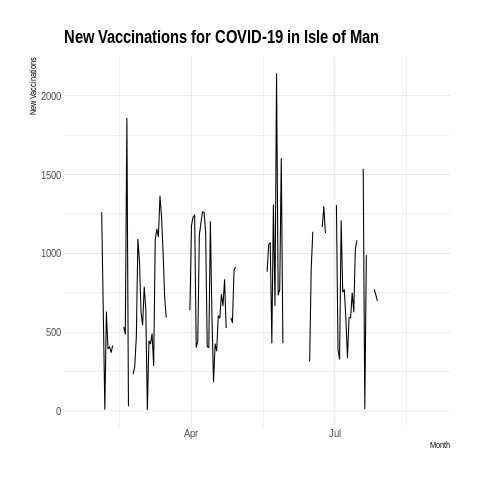 New Vaccinations for COVID-19 in Isle of Man
New Vaccinations
2000
1500
1000
500
0
Apr
Jul
Month